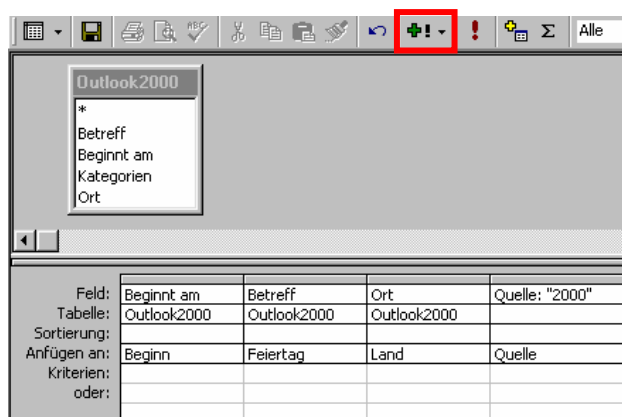 ABC
Σ Alle
Outlook2000
*
Betreff
Beginnt am
Kategorien
Ort
Feld: Beginnt am Betreff Ort Quelle: "2000"
Tabelle: Outlook2000 Outlook2000 Outlook2000
Sortierung:
Anfügen an: Beginn Feiertag Land Quelle
Kriterien:
oder: